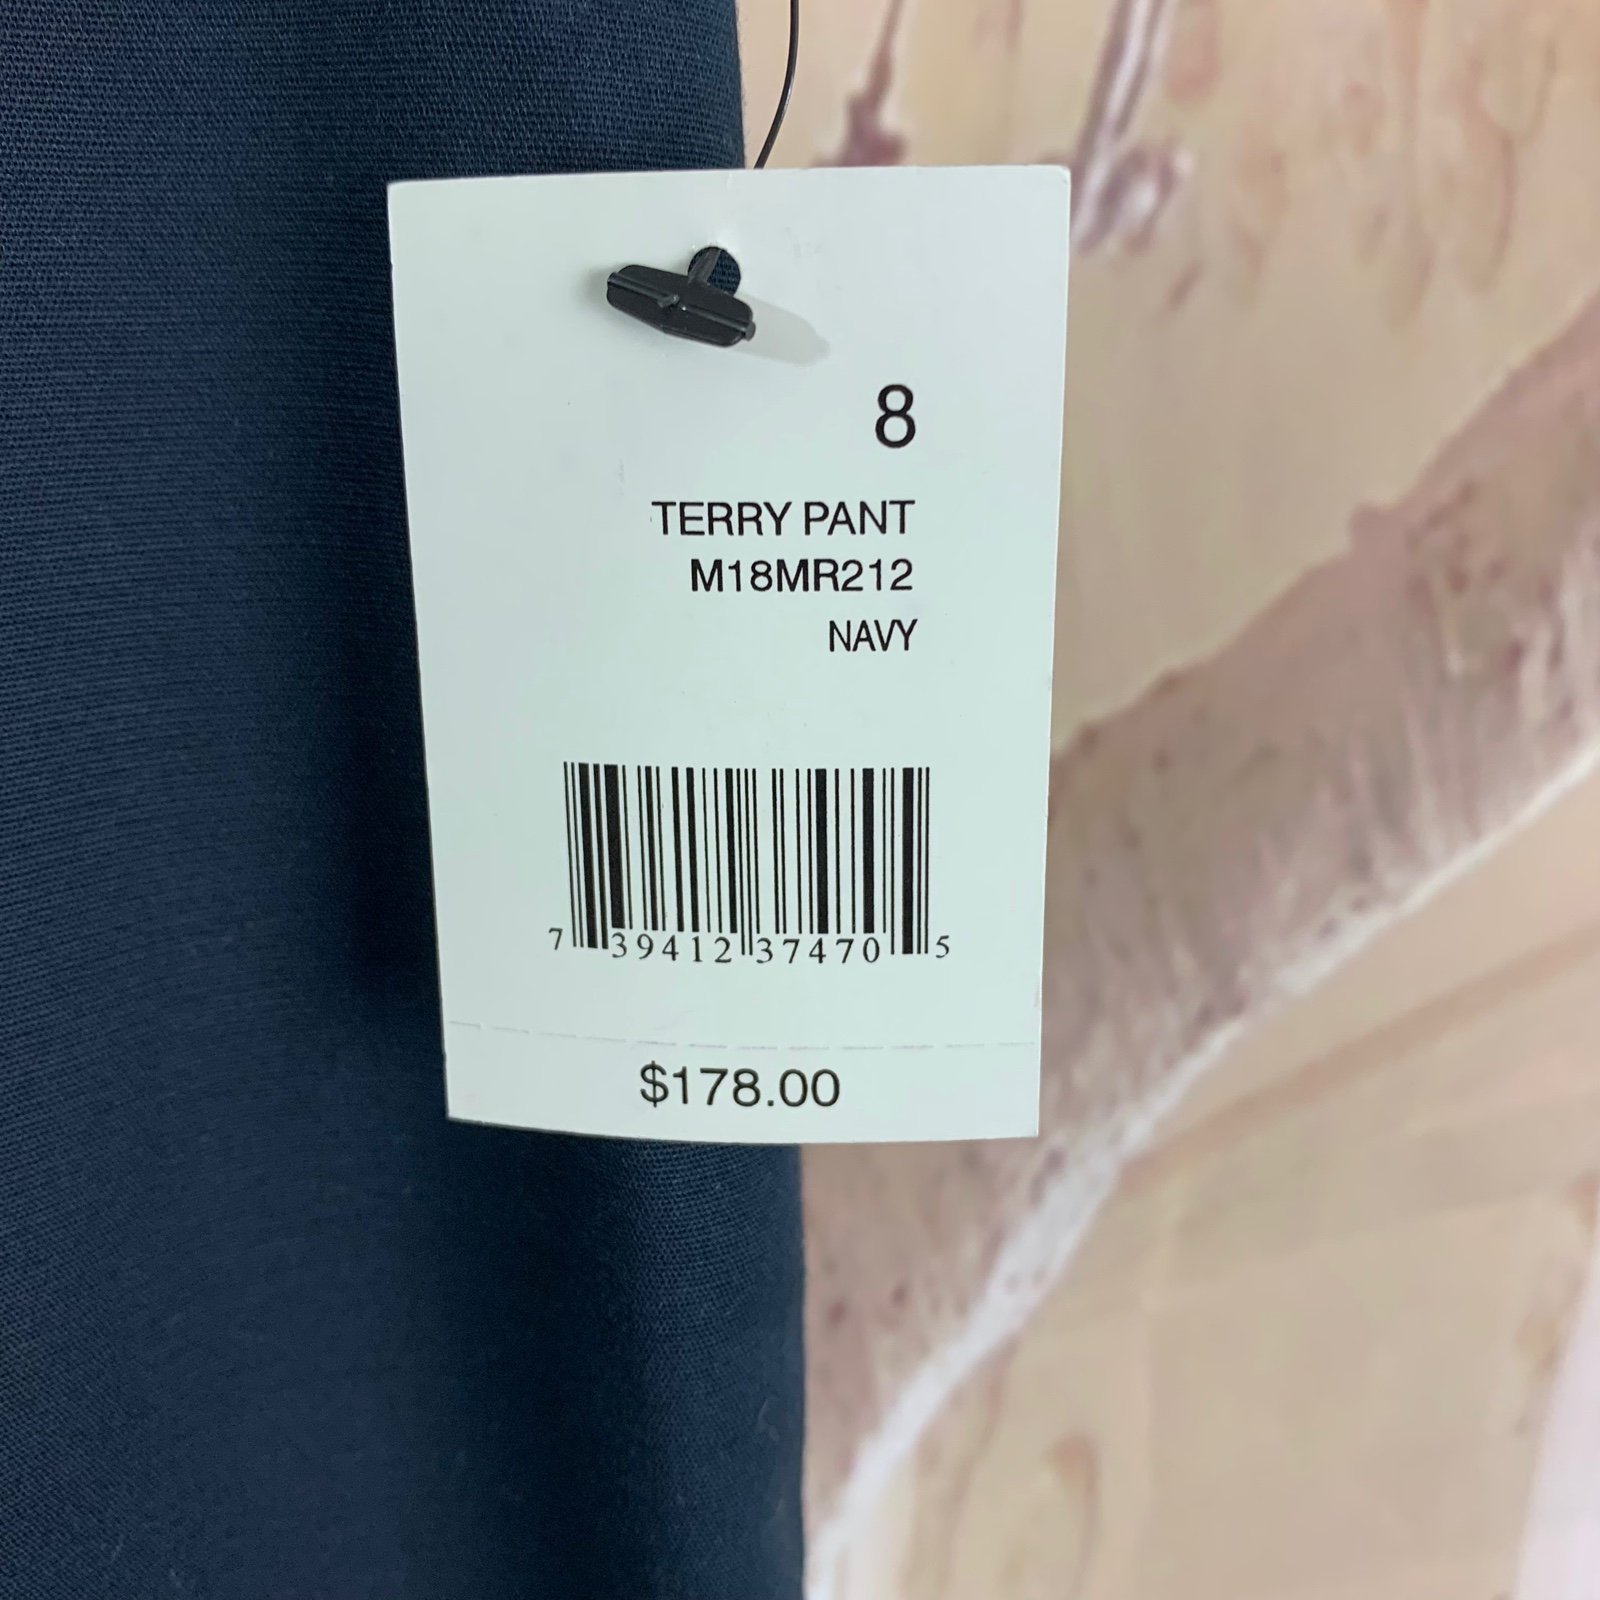 8
TERRY PANT
M18MR212
NAVY
7 39412 37470 5
$178.00